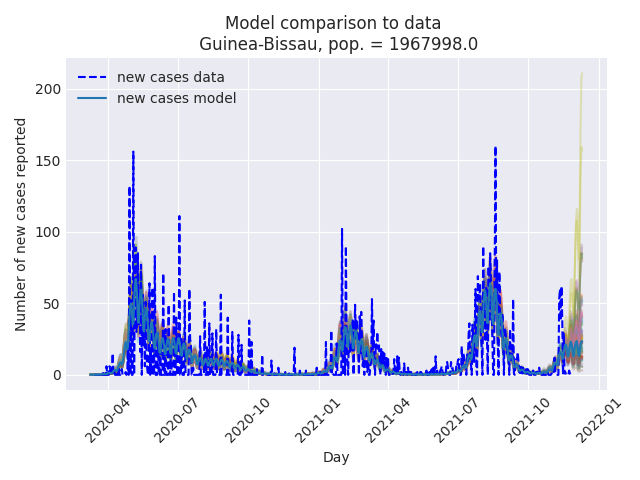 Model comparison to data
Guinea-Bissau, pop. = 1967998.0
new cases data
new cases model
Number of new cases reported
200
150
100
50
0
2020-04
2020-07
2020-10
2021-01
2021-04
2021-07
2021-10
2022-01
Day